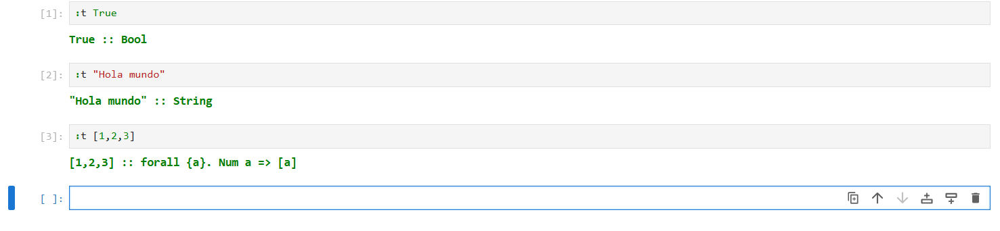 [1]: :t True
True :: Bool
[2]: :t "Hola mundo"
"Hola mundo" :: String
[3]: :t [1,2,3]
[1,2,3] :: forall {a}. Num a => [a]
[ ]: